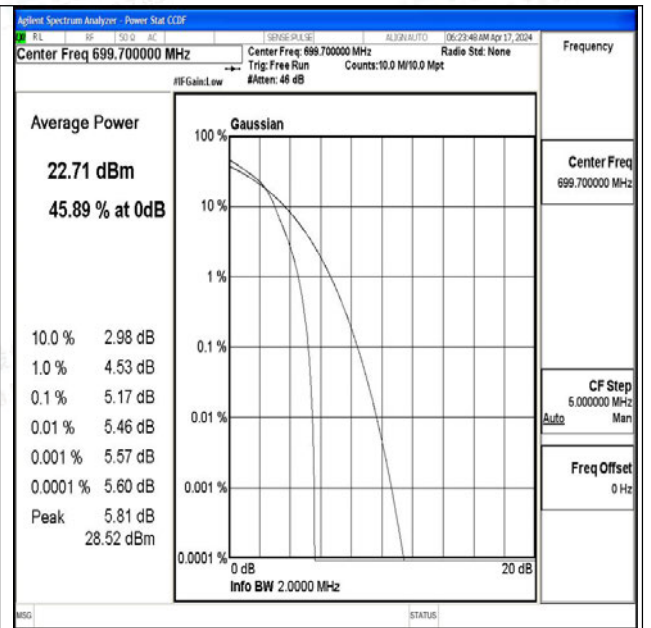 Agilent Spectrum Analyzer - Power Stat CCDF
RL RF 50 Ω AC SENSE:PULSE ALIGN AUTO 06:23:48 AM Apr 17, 2024
Center Freq 699.700000 MHz
Center Freq: 699.700000 MHz Radio Std: None
Trig: Free Run Counts:10.0 M/10.0 Mpt
#IFGain:Low #Atten: 46 dB
Frequency
Average Power
22.71 dBm
45.89 % at 0dB
10.0 % 2.98 dB
1.0 % 4.53 dB
0.1 % 5.17 dB
0.01 % 5.46 dB
0.001 % 5.57 dB
0.0001 % 5.60 dB
Peak 5.81 dB
28.52 dBm
Gaussian
100 %
10 %
1 %
0.1 %
0.01 %
0.001 %
0.0001 %
0 dB 20 dB
Info BW 2.0000 MHz
Center Freq
699.700000 MHz
CF Step
5.000000 MHz
Auto Man
Freq Offset
0 Hz
MSG STATUS